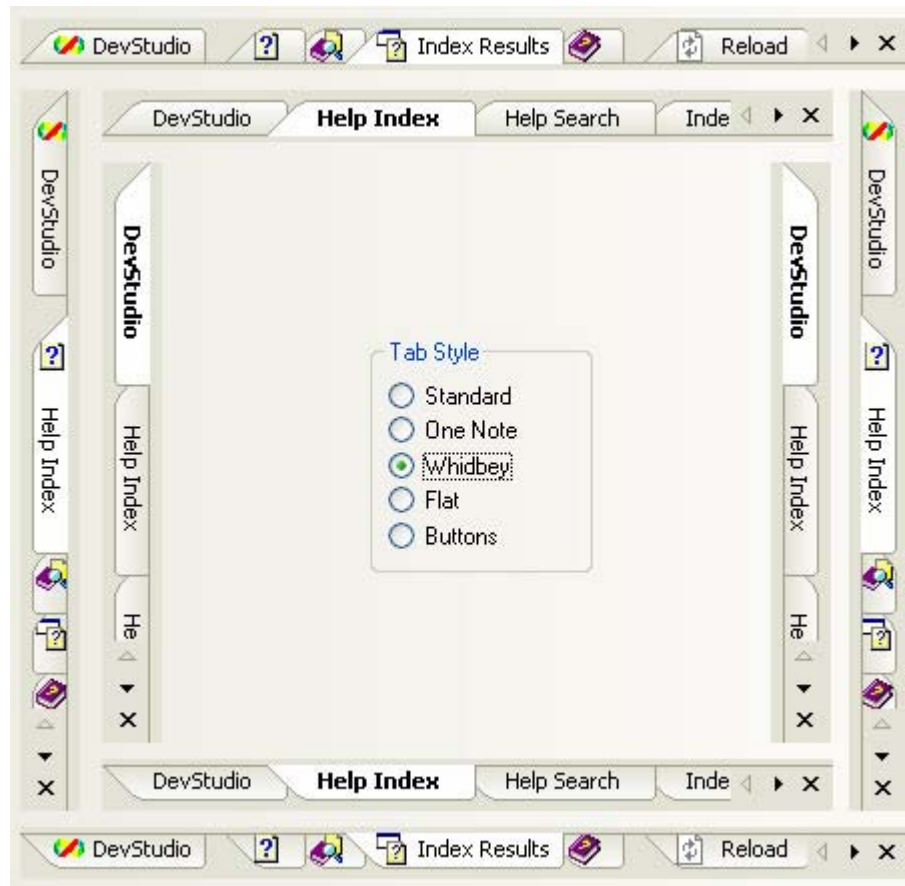 DevStudio Index Results Reload
DevStudio Help Index Help Search Inde
DevStudio
Help Index
DevStudio
Help Index
He
Tab Style
Standard
One Note
Whidbey
Flat
Buttons
DevStudio
Help Index
He
DevStudio
Help Index
DevStudio Help Index Help Search Inde
DevStudio Index Results Reload